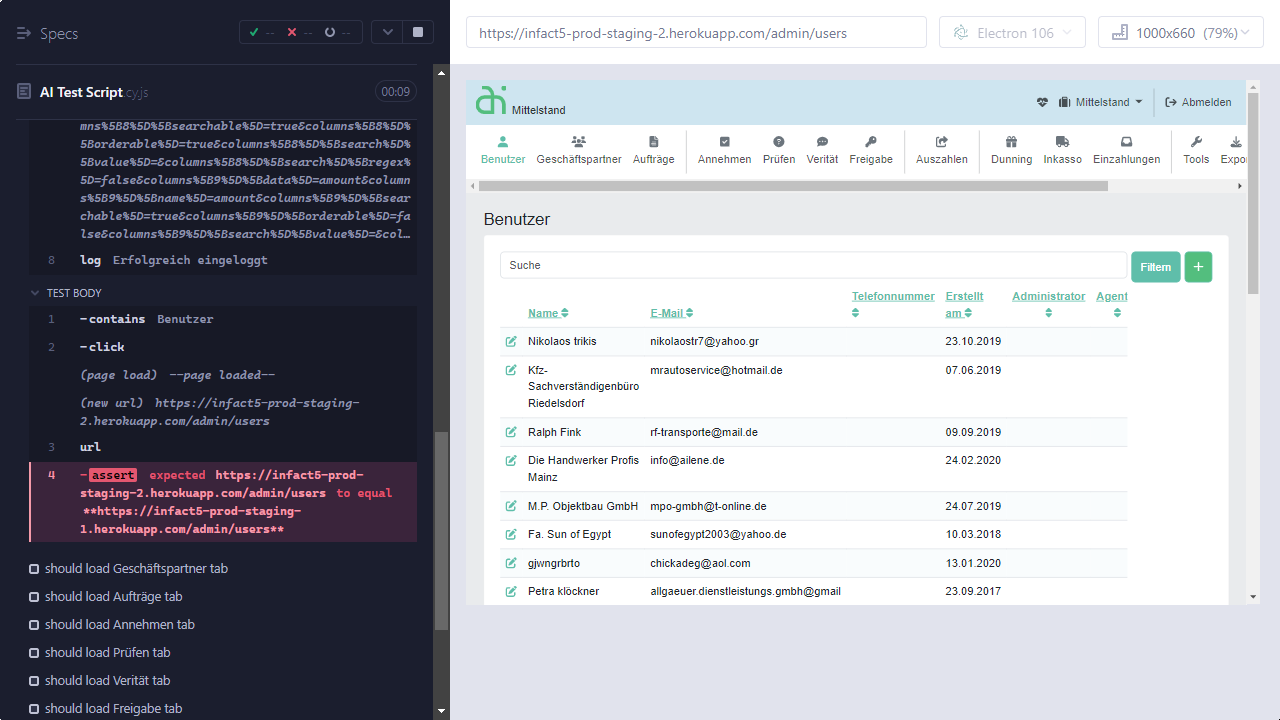 Specs
--
--
--
AI Test Script cy.js
00:09
mns%5B8%5D%5Bsearchable%5D=true&columns%5B8%5D%
5Borderable%5D=true&columns%5B8%5D%5Bsearch%5D%
5Bvalue%5D=&columns%5B8%5D%5Bsearch%5D%5Bregex%
5D=false&columns%5B9%5D%5Bdata%5D=amount&column
s%5B9%5D%5Bname%5D=amount&columns%5B9%5D%5Bsear
chable%5D=true&columns%5B9%5D%5Borderable%5D=fa
lse&columns%5B9%5D%5Bsearch%5D%5Bvalue%5D=&col…
8 log Erfolgreich eingeloggt
TEST BODY
1 -contains Benutzer
2 -click
(page load) --page loaded--
(new url) https://infact5-prod-staging-
2.herokuapp.com/admin/users
3 url
4 -assert expected https://infact5-prod-
staging-2.herokuapp.com/admin/users to equal
**https://infact5-prod-staging-
1.herokuapp.com/admin/users**
should load Geschäftspartner tab
should load Aufträge tab
should load Annehmen tab
should load Prüfen tab
should load Verität tab
should load Freigabe tab
https://infact5-prod-staging-2.herokuapp.com/admin/users
Electron 106
1000x660 (79%)
Mittelstand
Mittelstand
Abmelden
Benutzer Geschäftspartner Aufträge Annehmen Prüfen Verität Freigabe Auszahlen Dunning Inkasso Einzahlungen Tools Expor
Benutzer
Suche
Filtern
+
Name E-Mail Telefonnummer Erstellt am Administrator Agent
Nikolaos trikis nikolaostr7@yahoo.gr 23.10.2019
Kfz- mrautoservice@hotmail.de 07.06.2019
Sachverständigenbüro
Riedelsdorf
Ralph Fink rf-transporte@mail.de 09.09.2019
Die Handwerker Profis info@ailene.de 24.02.2020
Mainz
M.P. Objektbau GmbH mpo-gmbh@t-online.de 24.07.2019
Fa. Sun of Egypt sunofegypt2003@yahoo.de 10.03.2018
gjwngrbrto chickadeg@aol.com 13.01.2020
Petra klöckner allgaeuer.dienstleistungs.gmbh@gmail 23.09.2017